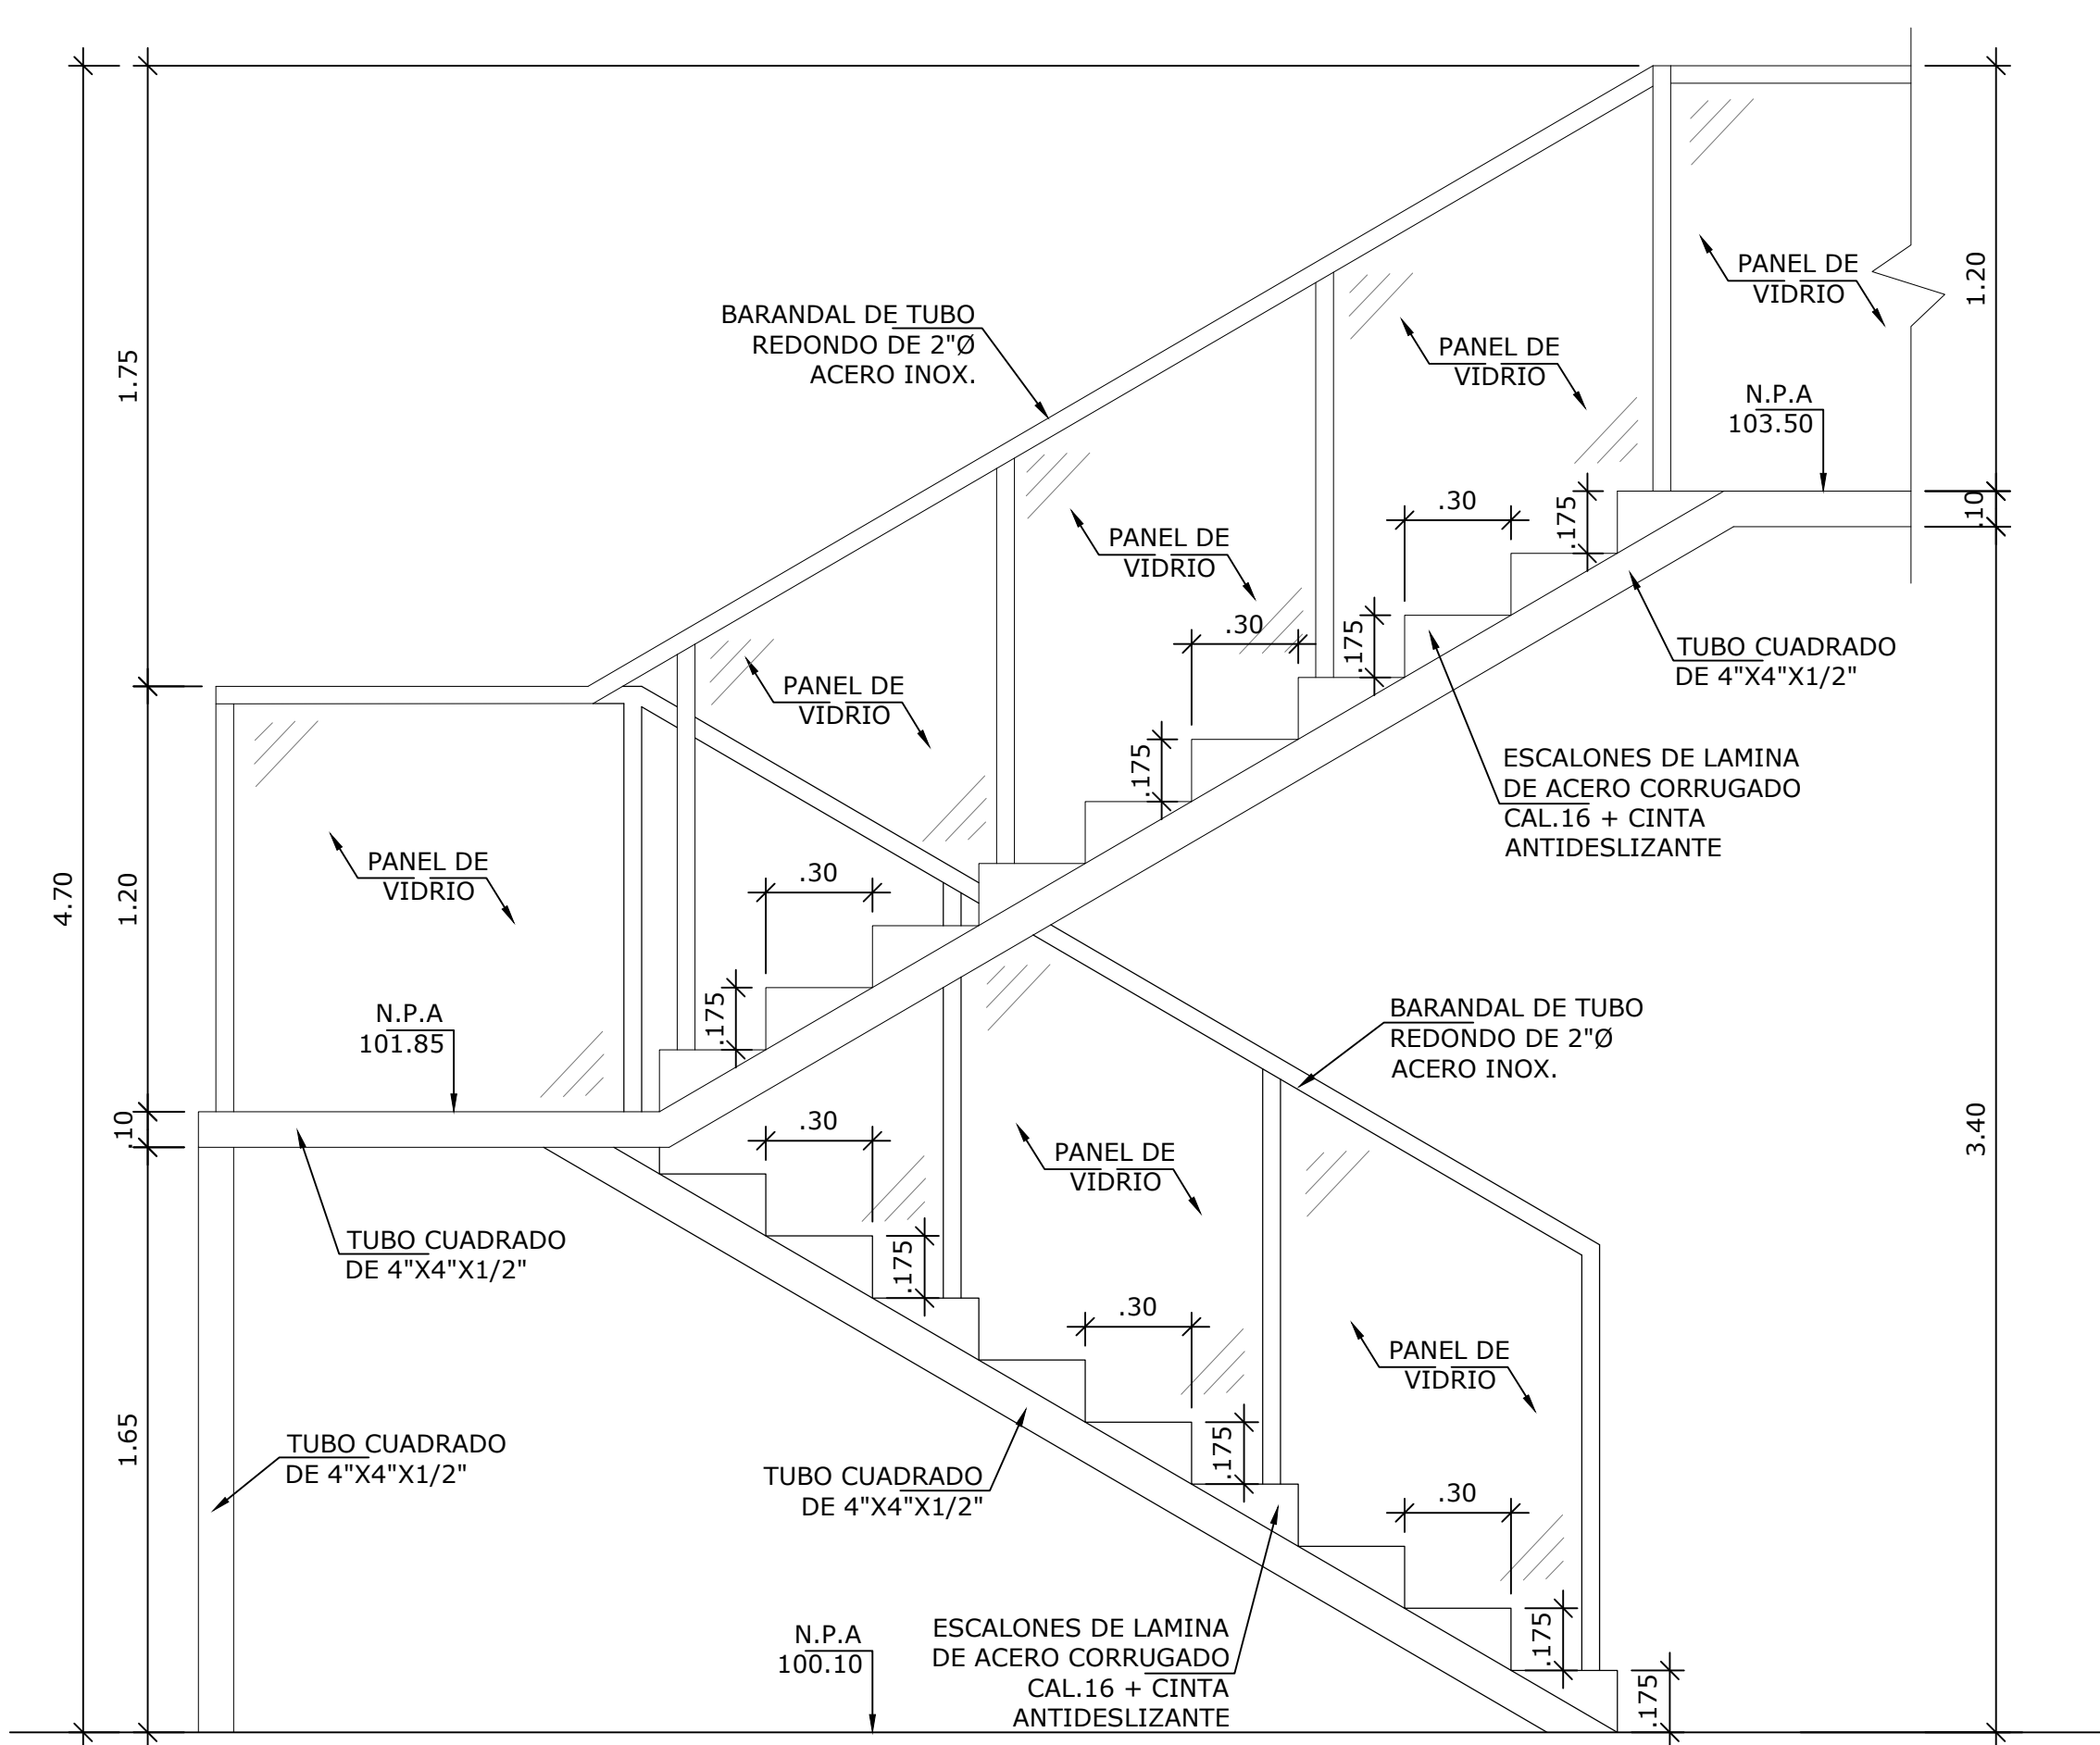 1.75
1.20
4.70
.10
1.65
BARANDAL DE TUBO
REDONDO DE 2"Ø
ACERO INOX.
PANEL DE
VIDRIO
1.20
PANEL DE
VIDRIO
N.P.A
103.50
.10
.30
.175
PANEL DE
VIDRIO
.30
.175
TUBO CUADRADO
DE 4"X4"X1/2"
PANEL DE
VIDRIO
.175
ESCALONES DE LAMINA
DE ACERO CORRUGADO
CAL.16 + CINTA
ANTIDESLIZANTE
PANEL DE
VIDRIO
.30
.175
N.P.A
101.85
BARANDAL DE TUBO
REDONDO DE 2"Ø
ACERO INOX.
3.40
.30
PANEL DE
VIDRIO
TUBO CUADRADO
DE 4"X4"X1/2"
.175
.30
PANEL DE
VIDRIO
TUBO CUADRADO
DE 4"X4"X1/2"
TUBO CUADRADO
DE 4"X4"X1/2"
.175
.30
N.P.A
100.10
ESCALONES DE LAMINA
DE ACERO CORRUGADO
CAL.16 + CINTA
ANTIDESLIZANTE
.175
.175